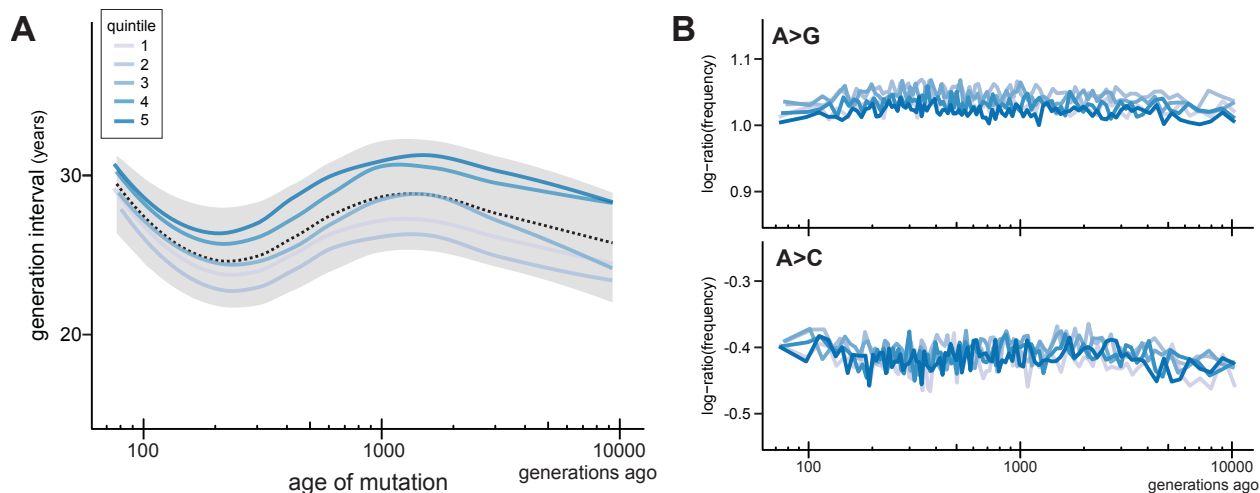 A
quintile
1
2
3
4
5
generation interval (years)
30
20
100
1000
10000
age of mutation
generations ago
B
A>G
log−ratio(frequency)
1.1
1.0
0.9
A>C
log−ratio(frequency)
-0.3
-0.4
-0.5
100
1000
10000
generations ago